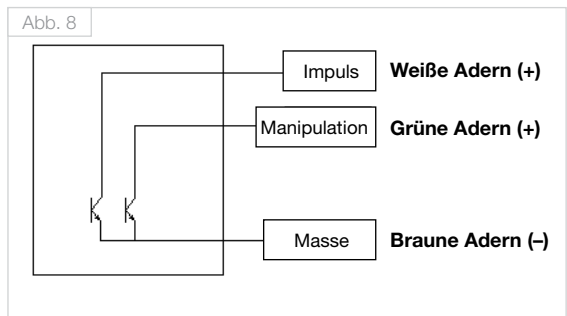 Abb. 8
Impuls Weiße Adern (+)
Manipulation Grüne Adern (+)
Masse Braune Adern (–)